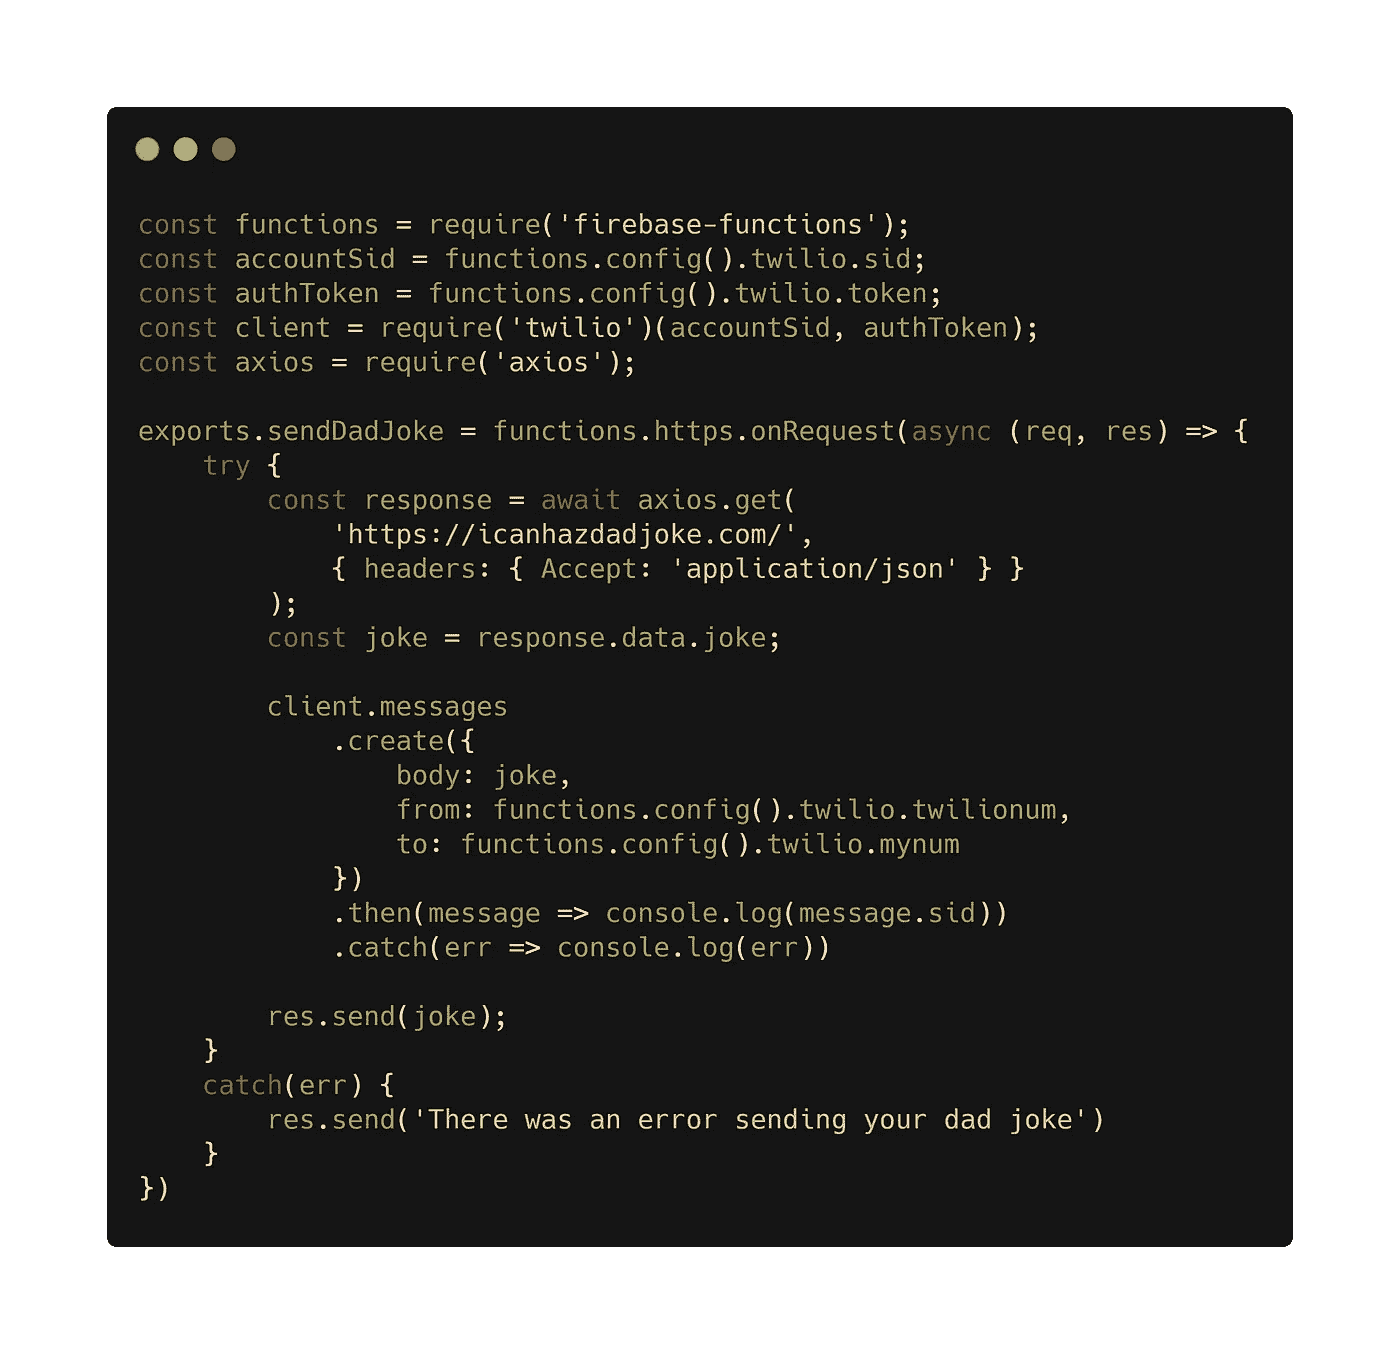 const functions = require('firebase-functions');
const accountSid = functions.config().twilio.sid;
const authToken = functions.config().twilio.token;
const client = require('twilio')(accountSid, authToken);
const axios = require('axios');

exports.sendDadJoke = functions.https.onRequest(async (req, res) => {
    try {
        const response = await axios.get(
            'https://icanhazdadjoke.com/',
            { headers: { Accept: 'application/json' } }
        );
        const joke = response.data.joke;

        client.messages
            .create({
                body: joke,
                from: functions.config().twilio.twilionum,
                to: functions.config().twilio.mynum
            })
            .then(message => console.log(message.sid))
            .catch(err => console.log(err))

        res.send(joke);
    }
    catch(err) {
        res.send('There was an error sending your dad joke')
    }
})